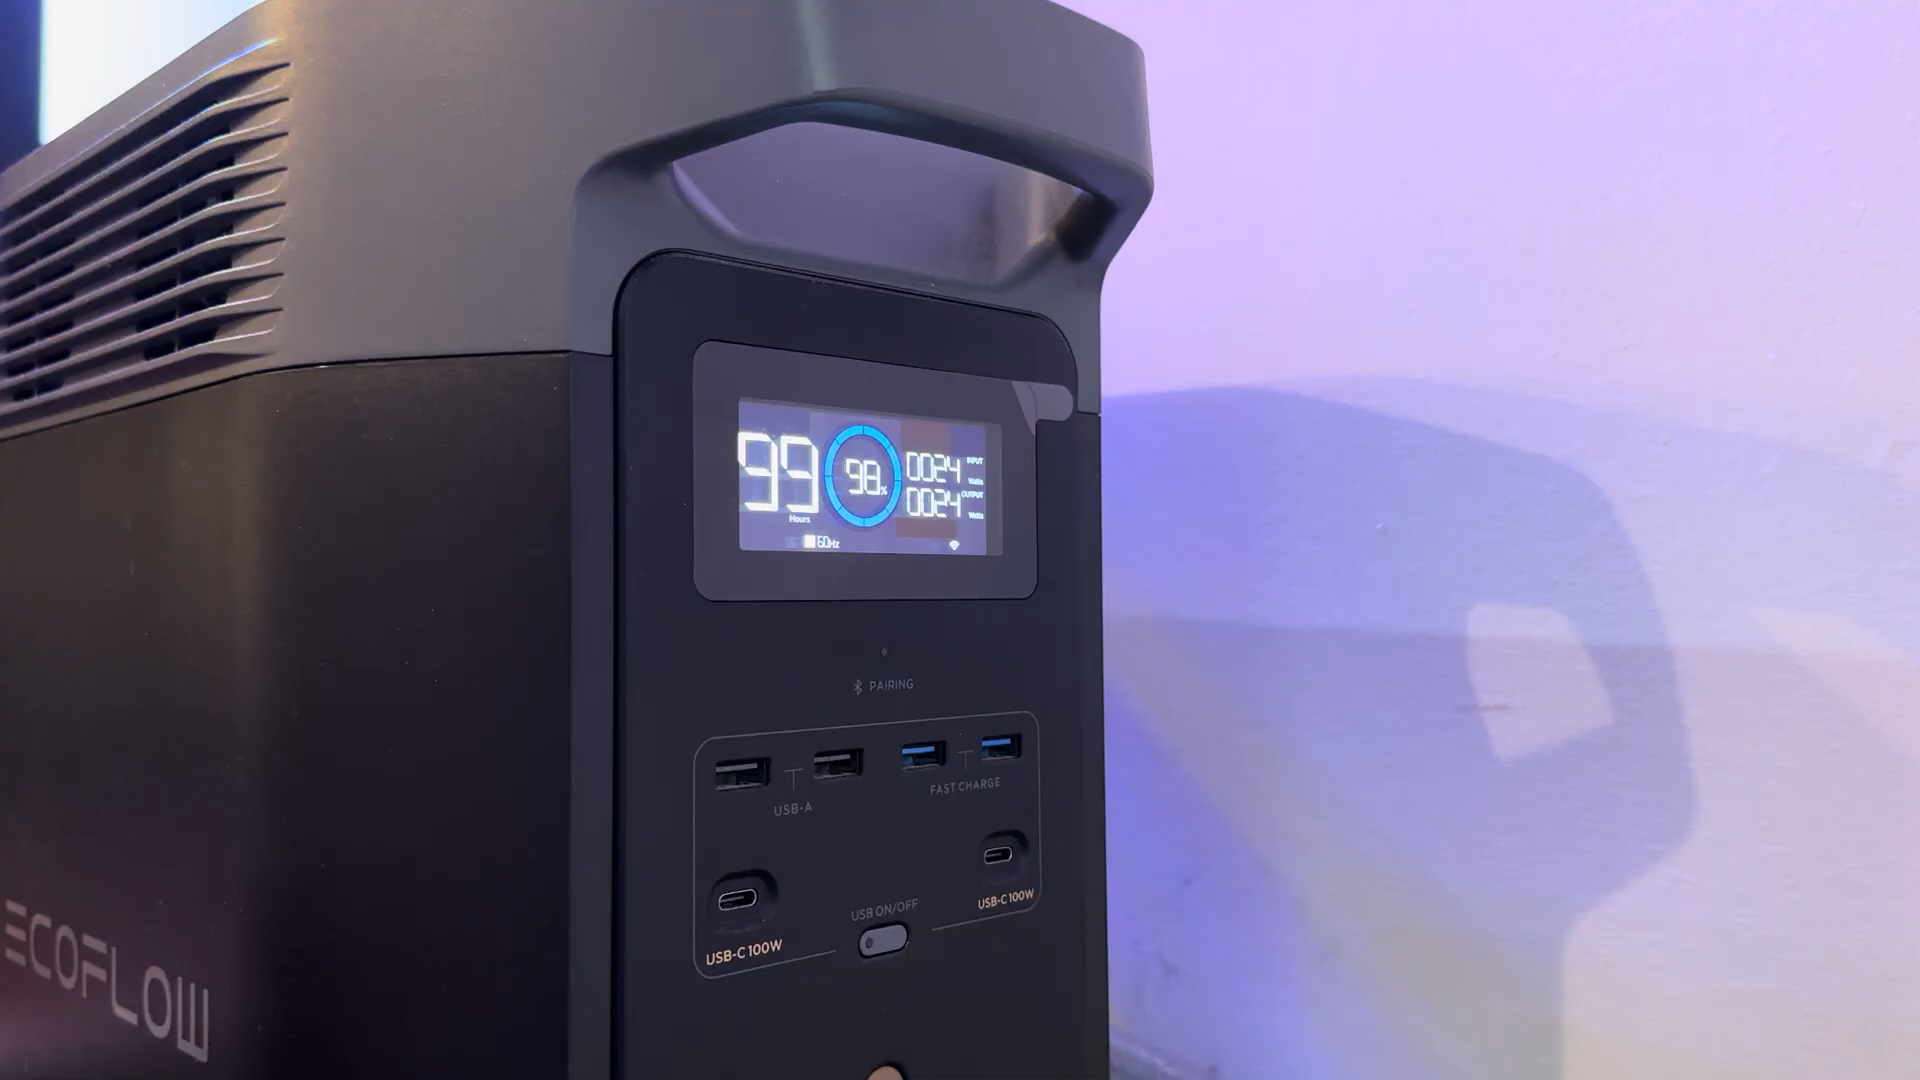 99
Hours
98%
0024 INPUT
Watts
0024 OUTPUT
Watts
60Hz
PAIRING
USB-A
FAST CHARGE
USB-C 100W
USB ON/OFF
USB-C 100W
ECOFLOW